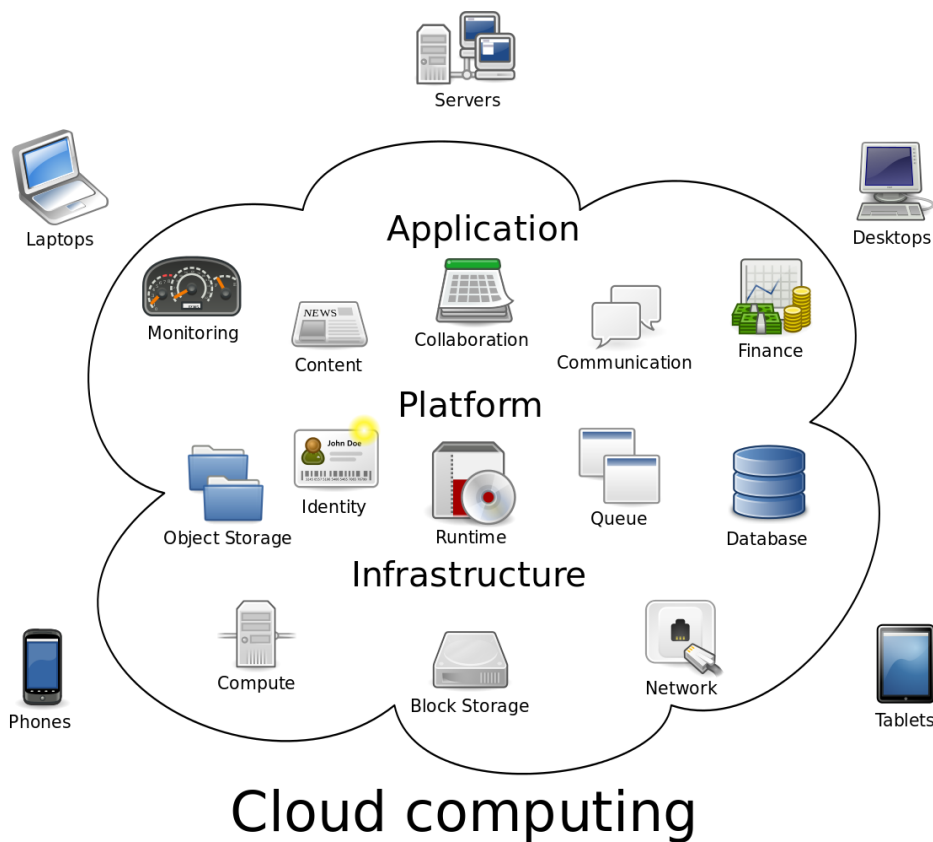 Servers
Laptops
Desktops
Application
Monitoring
NEWS
Content
Collaboration
Communication
Finance
Platform
John Doe
Object Storage
Identity
Runtime
Queue
Database
Infrastructure
Compute
Block Storage
Network
Phones
Tablets
Cloud computing